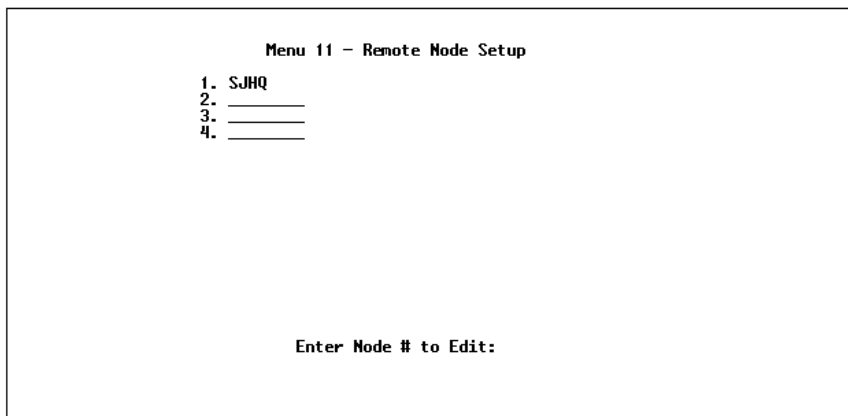 Menu 11 - Remote Node Setup
1. SJHQ
2. ________
3. ________
4. ________
Enter Node # to Edit: